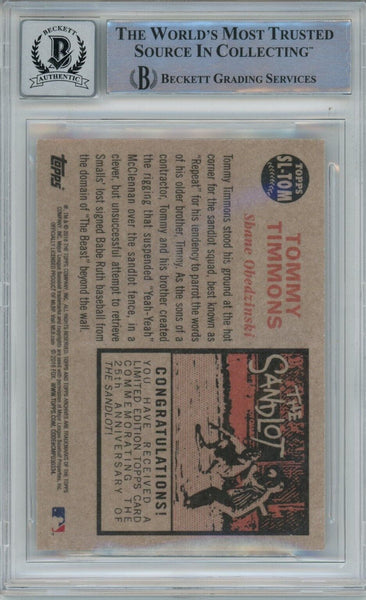 BECKETT
AUTHENTIC
THE WORLD'S MOST TRUSTED
SOURCE IN COLLECTING™
B BECKETT GRADING SERVICES
TOPPS
SL-TOM
TOMMY
TIMMONS
Shane Obedzinski
Tommy Timmons stood his ground at the hot
corner for the sandlot squad, best known as
"Repeat" for his tendency to parrot the words
of his older brother, Timmy. As the sons of a
contractor, Tommy and his brother created
the rigging that suspended "Yeah-Yeah"
McClennan over the sandlot fence, in a
clever, but unsuccessful attempt to retrieve
Smalls' lost signed Babe Ruth baseball from
the domain of "The Beast" beyond the wall.
THE
SANDLOT
CONGRATULATIONS!
YOU HAVE RECEIVED A
LIMITED EDITION TOPPS CARD
COMMEMORATING THE
25th ANNIVERSARY OF
THE SANDLOT!
topps